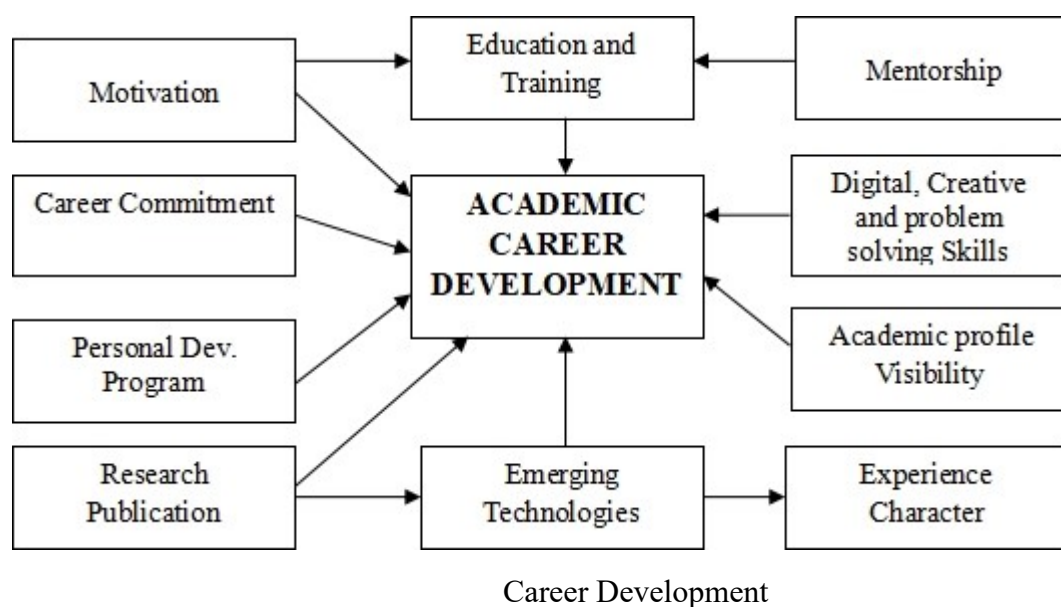 Motivation
Education and
Training
Mentorship
Career Commitment
ACADEMIC
CAREER
DEVELOPMENT
Digital, Creative
and problem
solving Skills
Personal Dev.
Program
Academic profile
Visibility
Research
Publication
Emerging
Technologies
Experience
Character
Career Development